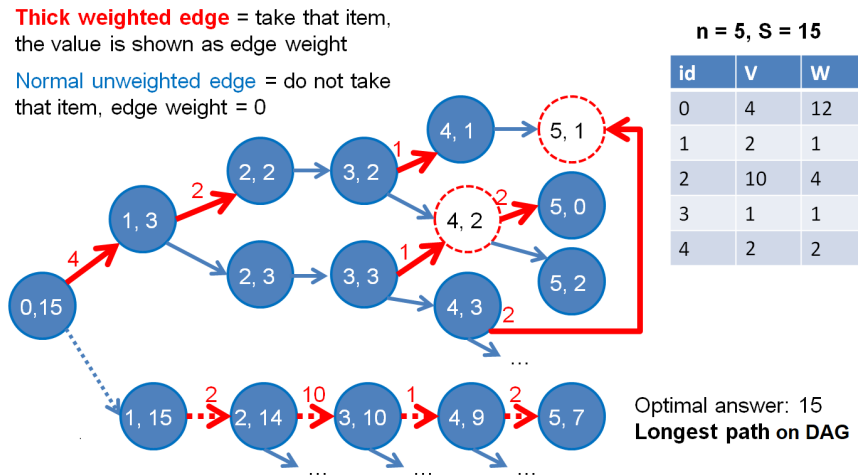 Thick weighted edge = take that item,
the value is shown as edge weight
Normal unweighted edge = do not take
that item, edge weight = 0
n = 5, S = 15
id V W
0 4 12
1 2 1
2 10 4
3 1 1
4 2 2
4, 1
5, 1
1
2, 2
3, 2
2
2
5, 0
1, 3
4, 2
4
1
2, 3
3, 3
5, 2
0,15
4, 3
2
...
2
10
1
2
1, 15
2, 14
3, 10
4, 9
5, 7
... ... ...
Optimal answer: 15
Longest path on DAG